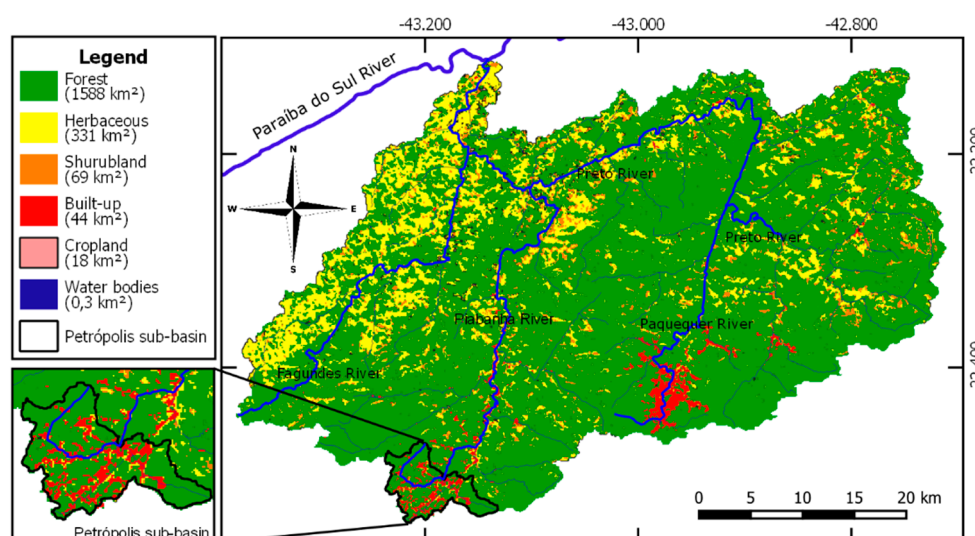 -43.200 -43.000 -42.800
Legend
Forest
(1588 km²)
Herbaceous
(331 km²)
Shurubland
(69 km²)
Built-up
(44 km²)
Cropland
(18 km²)
Water bodies
(0,3 km²)
Petrópolis sub-basin
Paraíba do Sul River
N
W E
S
Preto River
Preto River
Piabanha River
Paquequer River
Fagundes River
0 5 10 15 20 km
Petrópolis sub-basin